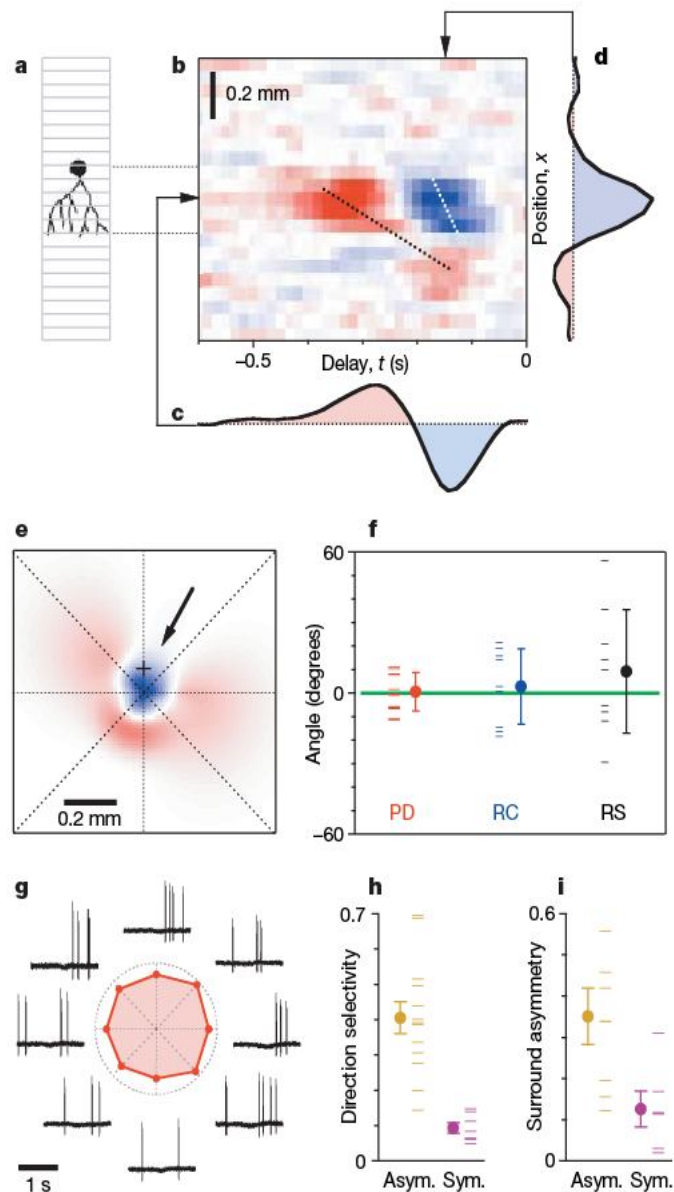 a
b
d
0.2 mm
Position, x
−0.5
0
Delay, t (s)
c
e
f
0.2 mm
60
0
−60
Angle (degrees)
PD
RC
RS
g
h
i
1 s
0.7
0
Direction selectivity
Asym. Sym.
0.6
0
Surround asymmetry
Asym. Sym.